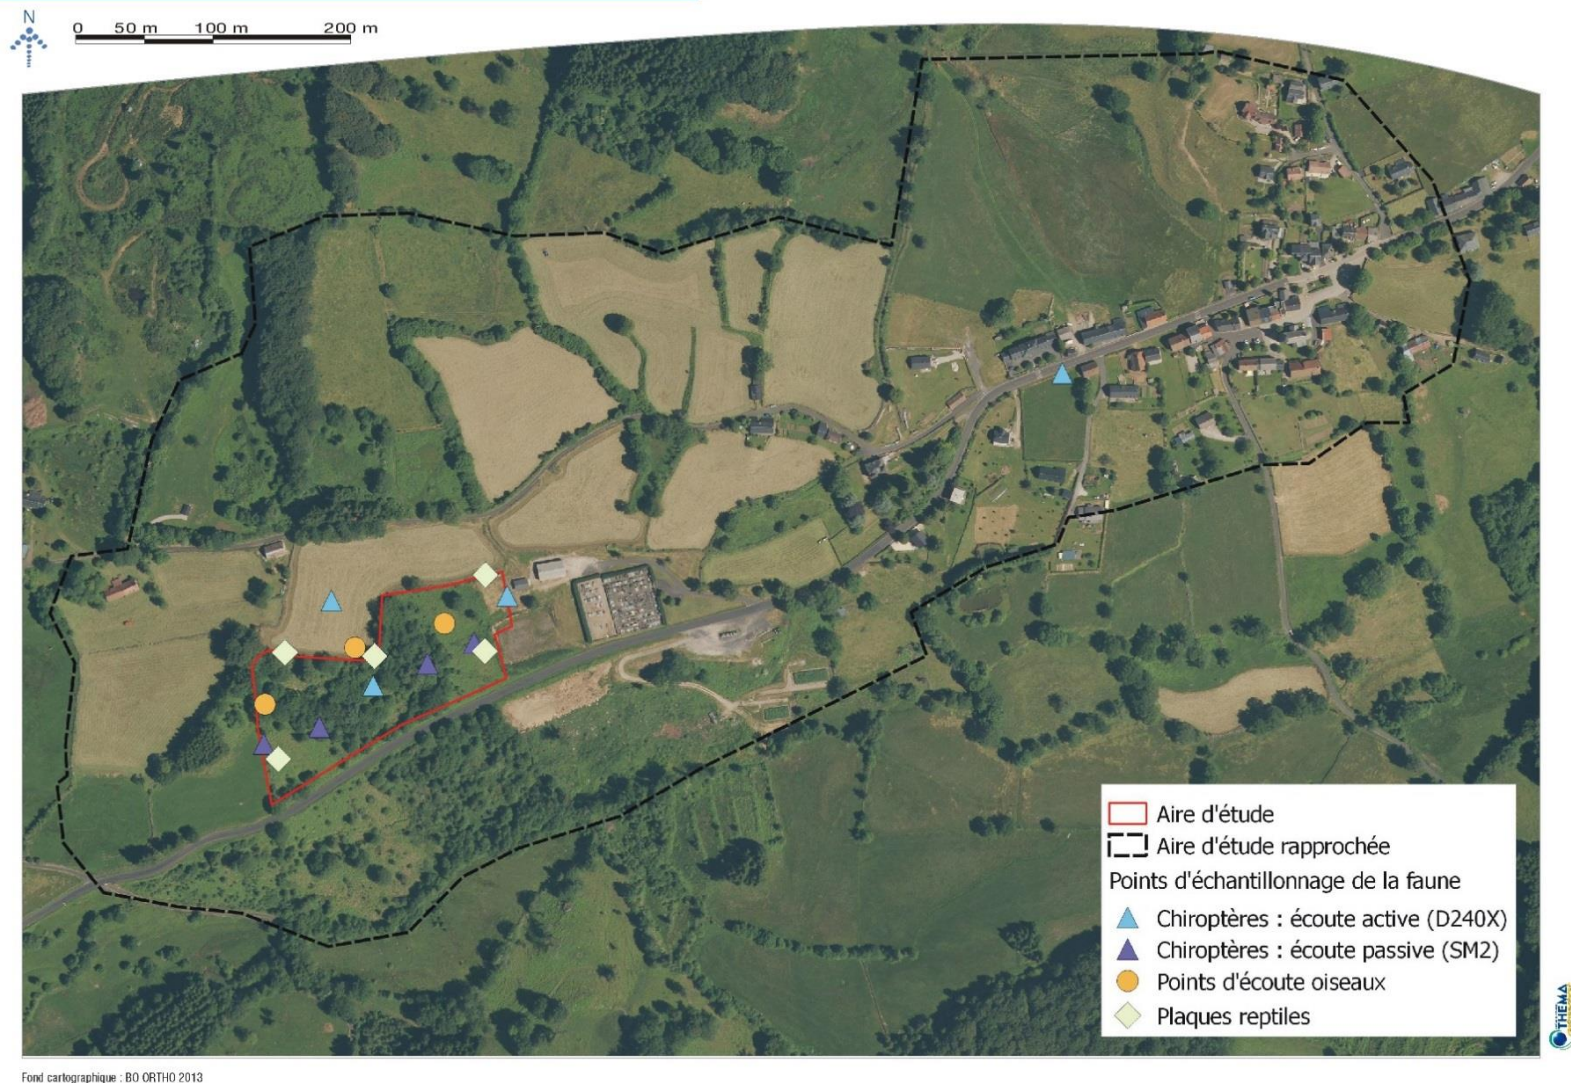 N
0 50 m 100 m 200 m
Aire d'étude
Aire d'étude rapprochée
Points d'échantillonnage de la faune
Chiroptères : écoute active (D240X)
Chiroptères : écoute passive (SM2)
Points d'écoute oiseaux
Plaques reptiles
THEMA
Fond cartographique : BD ORTHO 2013